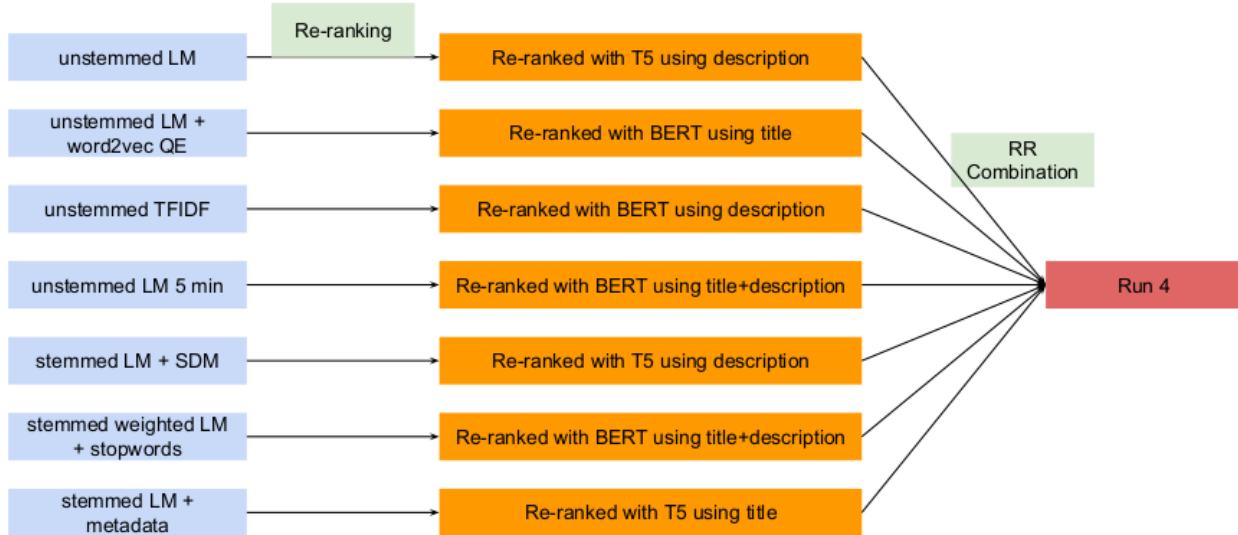 Re-ranking
unstemmed LM
Re-ranked with T5 using description
unstemmed LM +
word2vec QE
Re-ranked with BERT using title
RR
Combination
unstemmed TFIDF
Re-ranked with BERT using description
unstemmed LM 5 min
Re-ranked with BERT using title+description
Run 4
stemmed LM + SDM
Re-ranked with T5 using description
stemmed weighted LM
+ stopwords
Re-ranked with BERT using title+description
stemmed LM +
metadata
Re-ranked with T5 using title